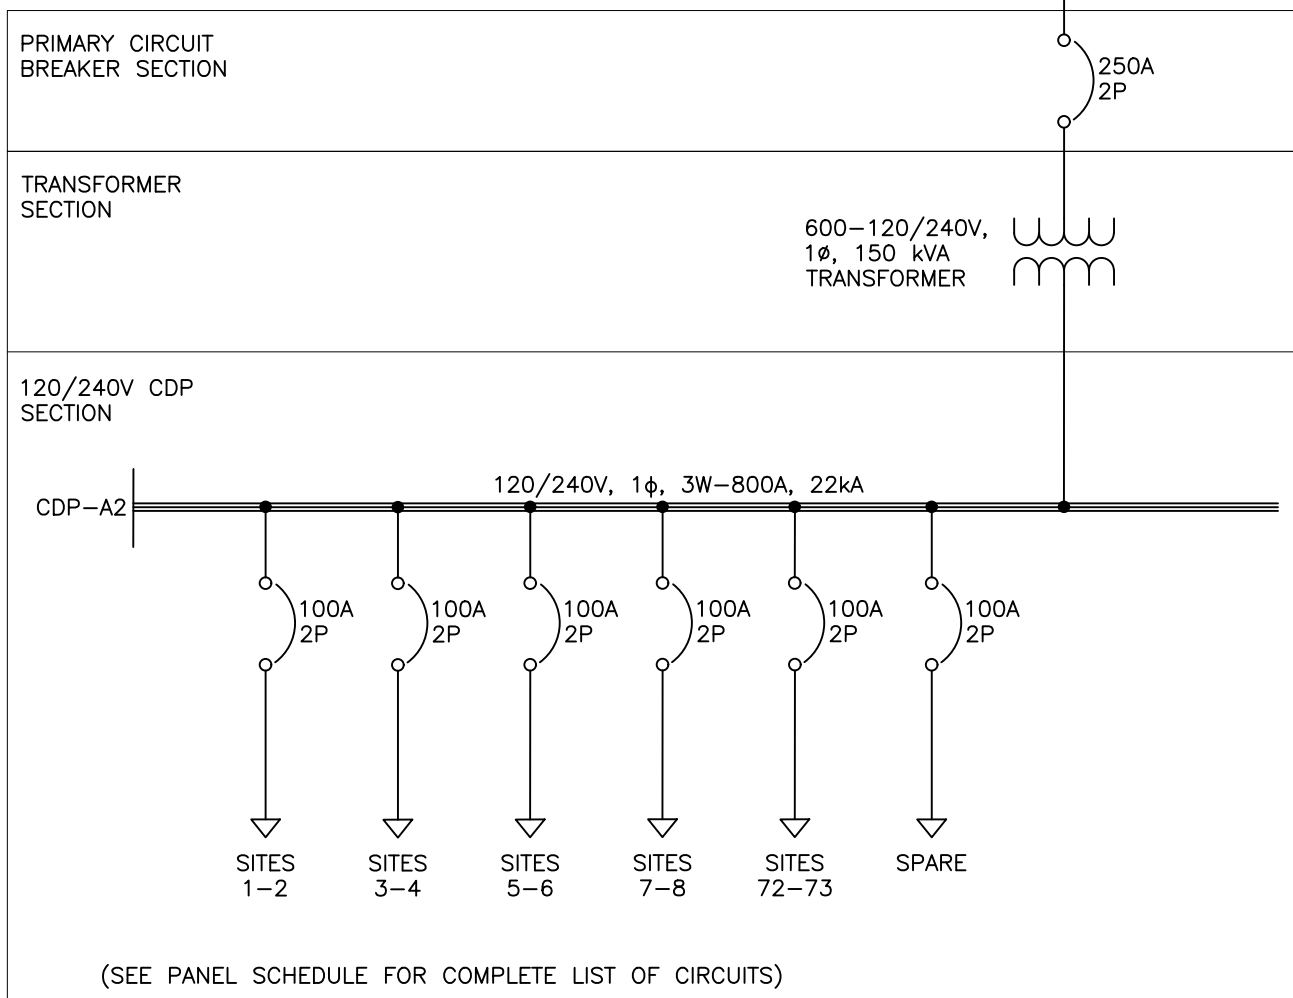 PRIMARY CIRCUIT
BREAKER SECTION
250A
2P
TRANSFORMER
SECTION
600-120/240V,
1ø, 150 kVA
TRANSFORMER
120/240V CDP
SECTION
120/240V, 1ϕ, 3W-800A, 22kA
CDP-A2
100A
2P
100A
2P
100A
2P
100A
2P
100A
2P
100A
2P
SITES
1-2
SITES
3-4
SITES
5-6
SITES
7-8
SITES
72-73
SPARE
(SEE PANEL SCHEDULE FOR COMPLETE LIST OF CIRCUITS)